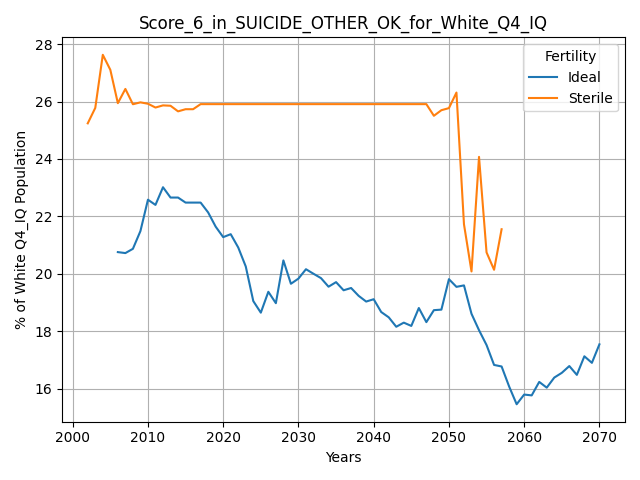 Score_6_in_SUICIDE_OTHER_OK_for_White_Q4_IQ
% of White Q4_IQ Population
28
26
24
22
20
18
16
Fertility
Ideal
Sterile
2000 2010 2020 2030 2040 2050 2060 2070
Years